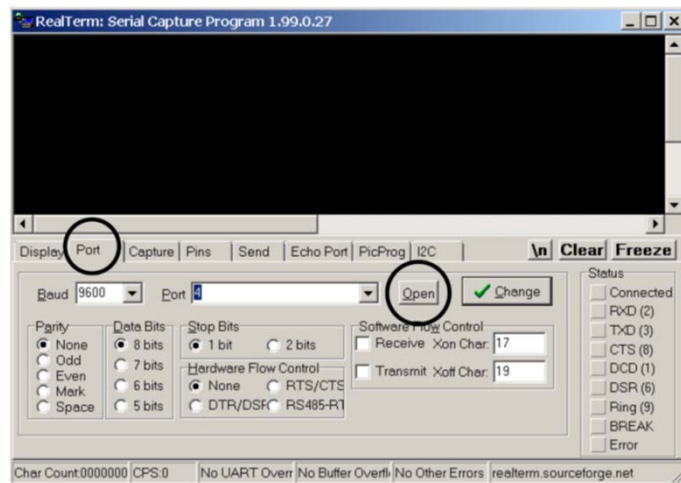 RealTerm: Serial Capture Program 1.99.0.27
Display Port Capture Pins Send Echo Port PicProg I2C \n Clear Freeze
Baud 9600 Port 4 Open Change
Parity
None
Odd
Even
Mark
Space
Data Bits
8 bits
7 bits
6 bits
5 bits
Stop Bits
1 bit 2 bits
Hardware Flow Control
None RTS/CTS
DTR/DSR RS485-RT
Software Flow Control
Receive Xon Char: 17
Transmit Xoff Char: 19
Status
Connected
RXD (2)
TXD (3)
CTS (8)
DCD (1)
DSR (6)
Ring (9)
BREAK
Error
Char Count:0000000 CPS:0 No UART Overr No Buffer Overfl No Other Errors realterm.sourceforge.net